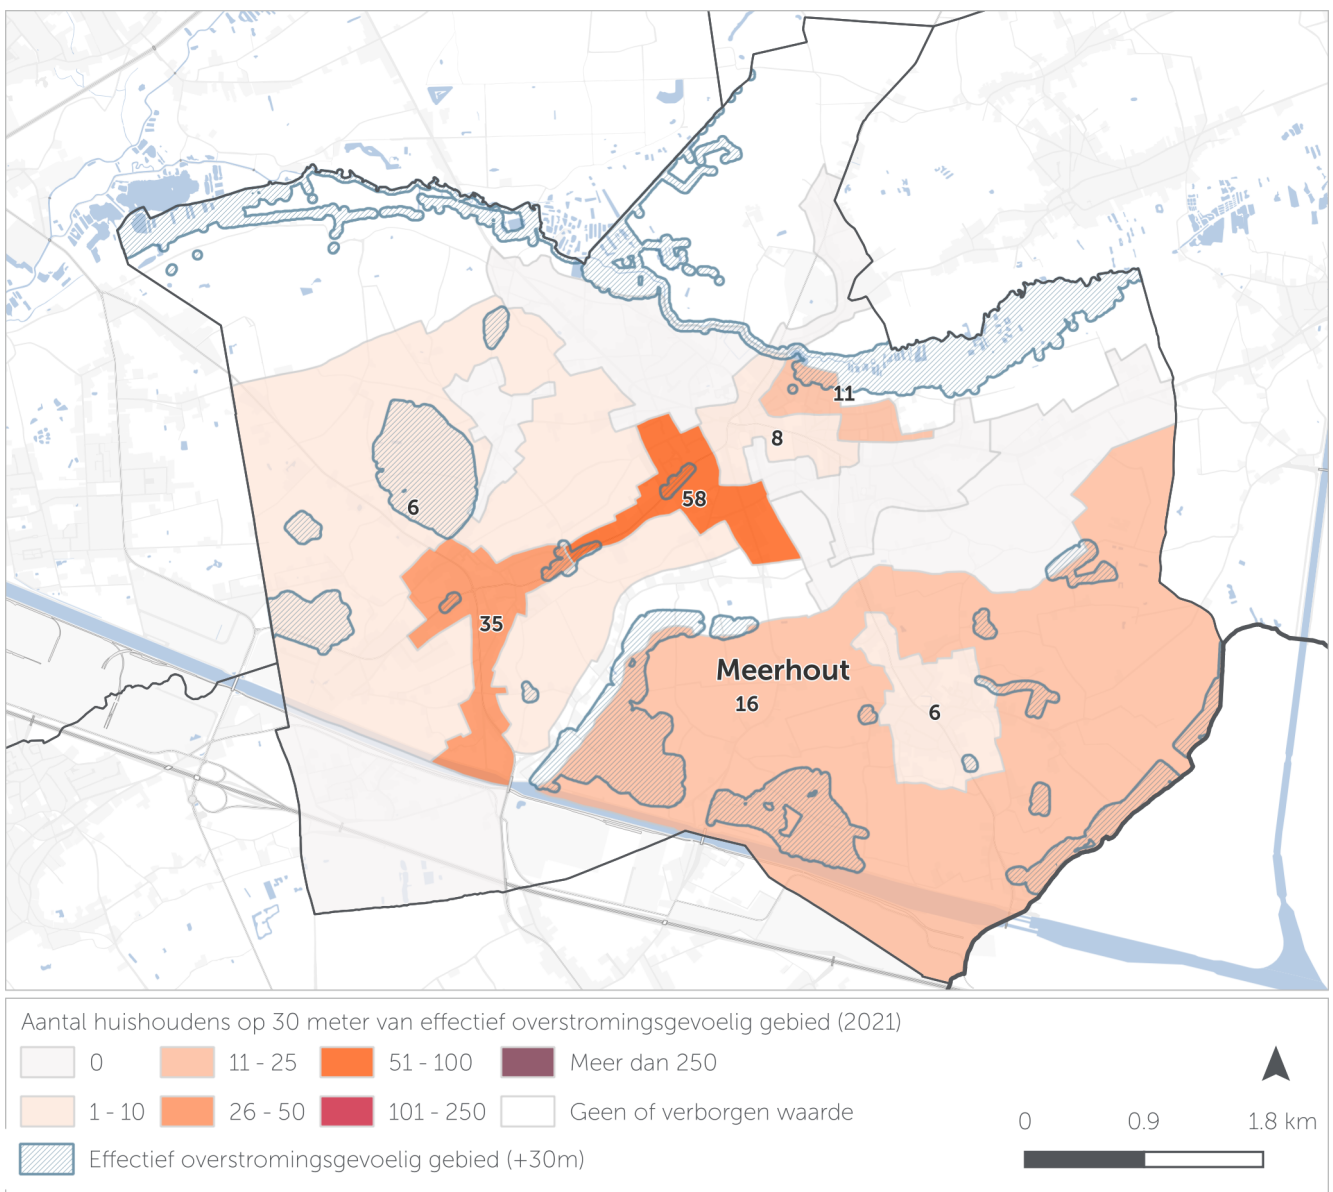 11
8
58
6
35
Meerhout
16
6
Aantal huishoudens op 30 meter van effectief overstromingsgevoelig gebied (2021)
0 11 - 25 51 - 100 Meer dan 250
1 - 10 26 - 50 101 - 250 Geen of verborgen waarde
Effectief overstromingsgevoelig gebied (+30m)
0 0.9 1.8 km